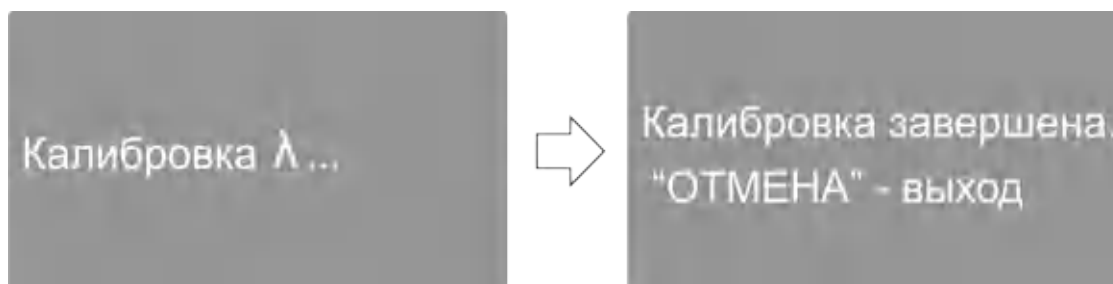 Калибровка λ ...
Калибровка завершена.
“ОТМЕНА” - выход